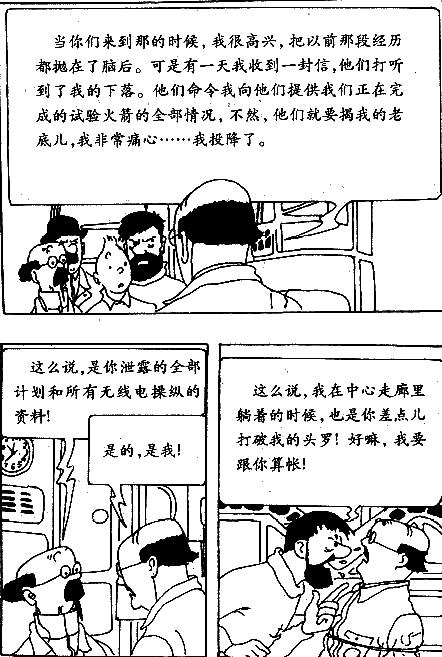 当你们来到那的时候，我很高兴，把以前那段经历
都抛在了脑后。可是有一天我收到一封信，他们打听
到了我的下落。他们命令我向他们提供我们正在完
成的试验火箭的全部情况，不然，他们就要揭我的老
底儿，我非常痛心……我投降了。
这么说，是你泄露的全部
计划和所有无线电操纵的
资料！
是的，是我！
这么说，我在中心走廊里
躺着的时候，也是你差点儿
打破我的头罗！好嘛，我要
跟你算帐！